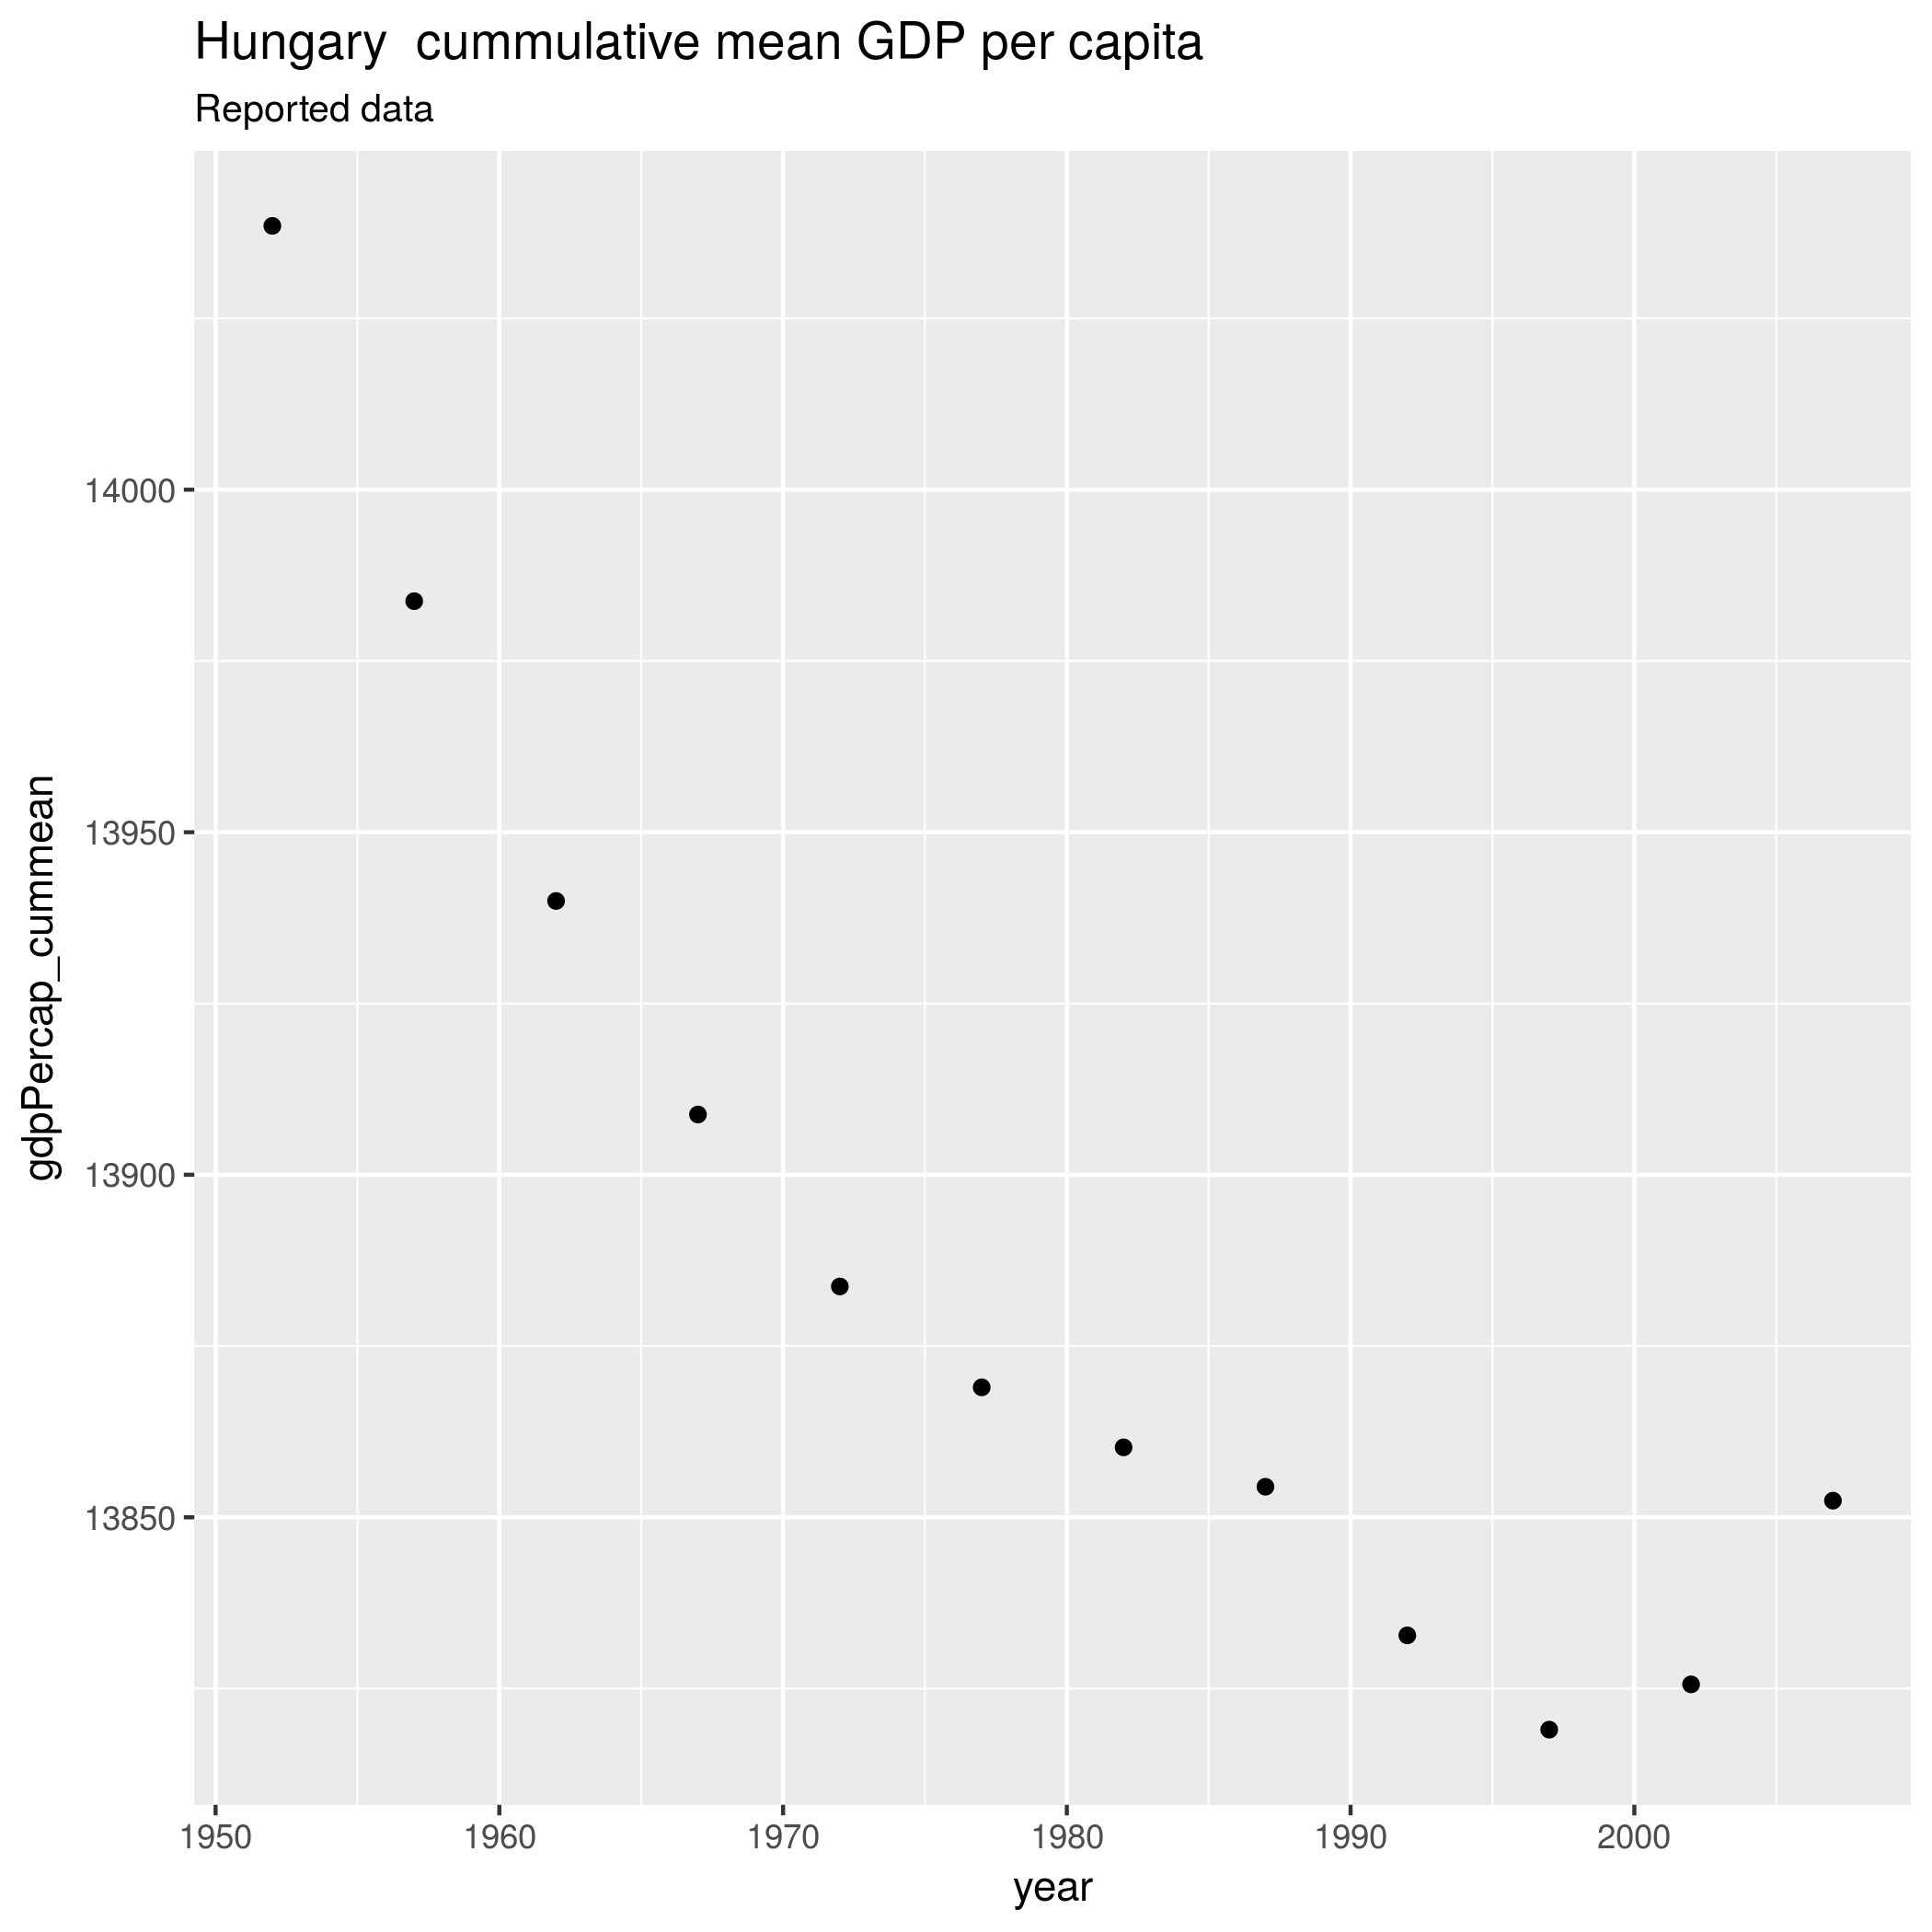 Hungary  cummulative mean GDP per capita
Reported data
gdpPercap_cummean
14000
13950
13900
13850
1950 1960 1970 1980 1990 2000
year